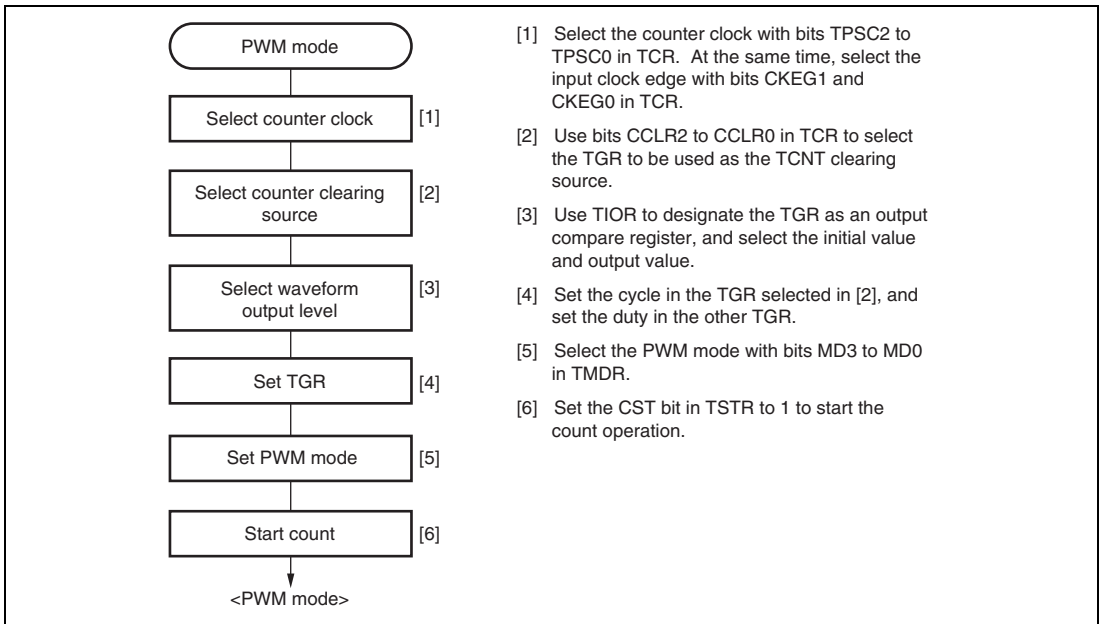 PWM mode
Select counter clock
[1]
Select counter clearing
source
[2]
Select waveform
output level
[3]
Set TGR
[4]
Set PWM mode
[5]
Start count
[6]
<PWM mode>
[1] Select the counter clock with bits TPSC2 to
TPSC0 in TCR. At the same time, select the
input clock edge with bits CKEG1 and
CKEG0 in TCR.
[2] Use bits CCLR2 to CCLR0 in TCR to select
the TGR to be used as the TCNT clearing
source.
[3] Use TIOR to designate the TGR as an output
compare register, and select the initial value
and output value.
[4] Set the cycle in the TGR selected in [2], and
set the duty in the other TGR.
[5] Select the PWM mode with bits MD3 to MD0
in TMDR.
[6] Set the CST bit in TSTR to 1 to start the
count operation.